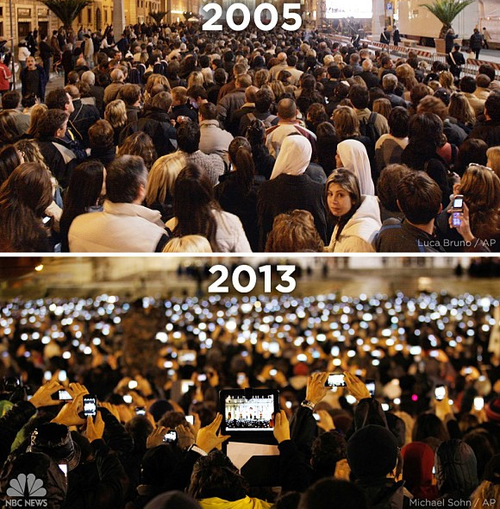 2005
Luca Bruno / AP
2013
NBC NEWS
Michael Sohn / AP